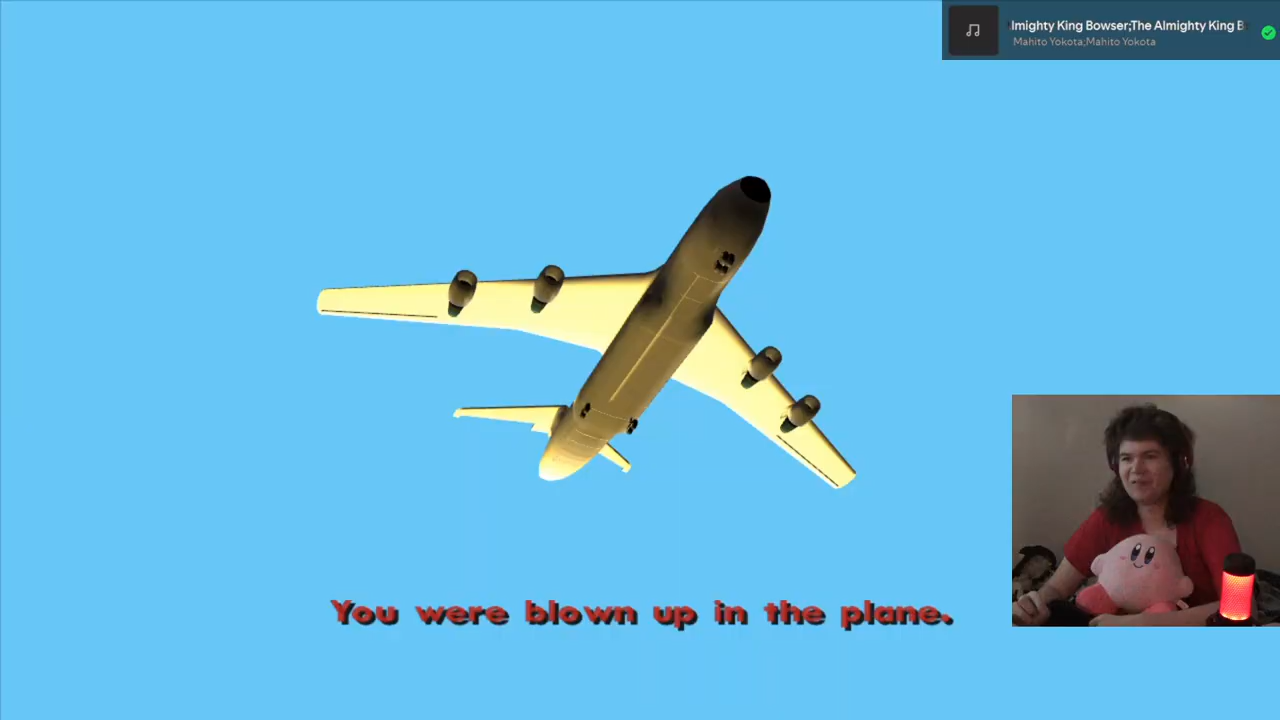 lmighty King Bowser;The Almighty King B
Mahito Yokota;Mahito Yokota
You were blown up in the plane.